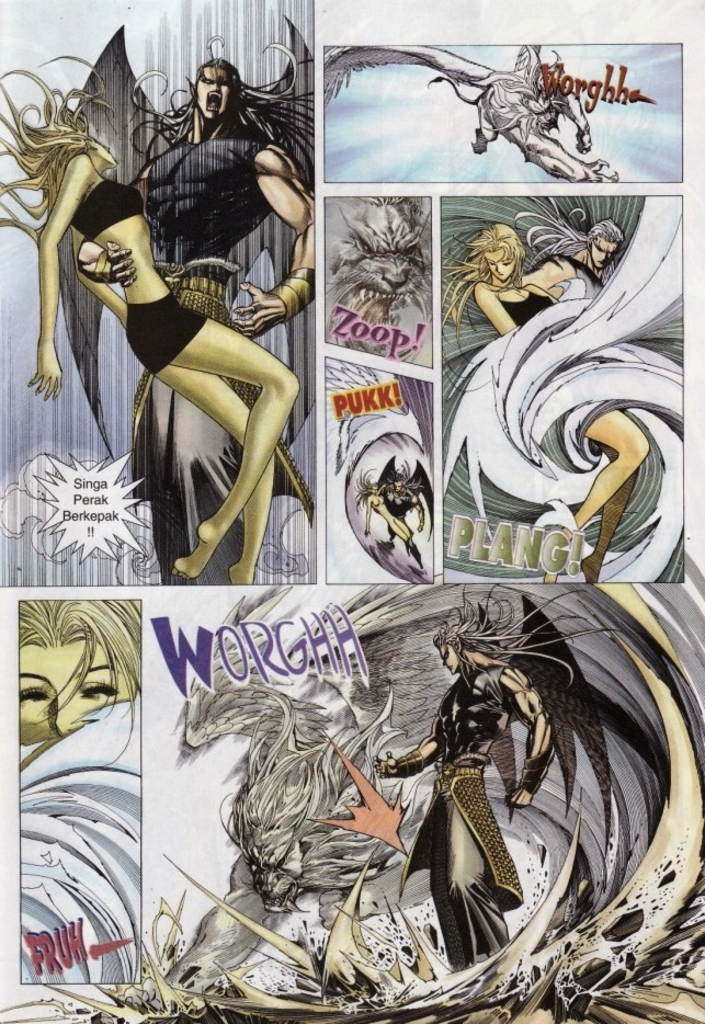 Singa
Perak
Berkepak
!!
Worghh
Zoop!
PUKK!
PLANG!
FRUH
WORGHH